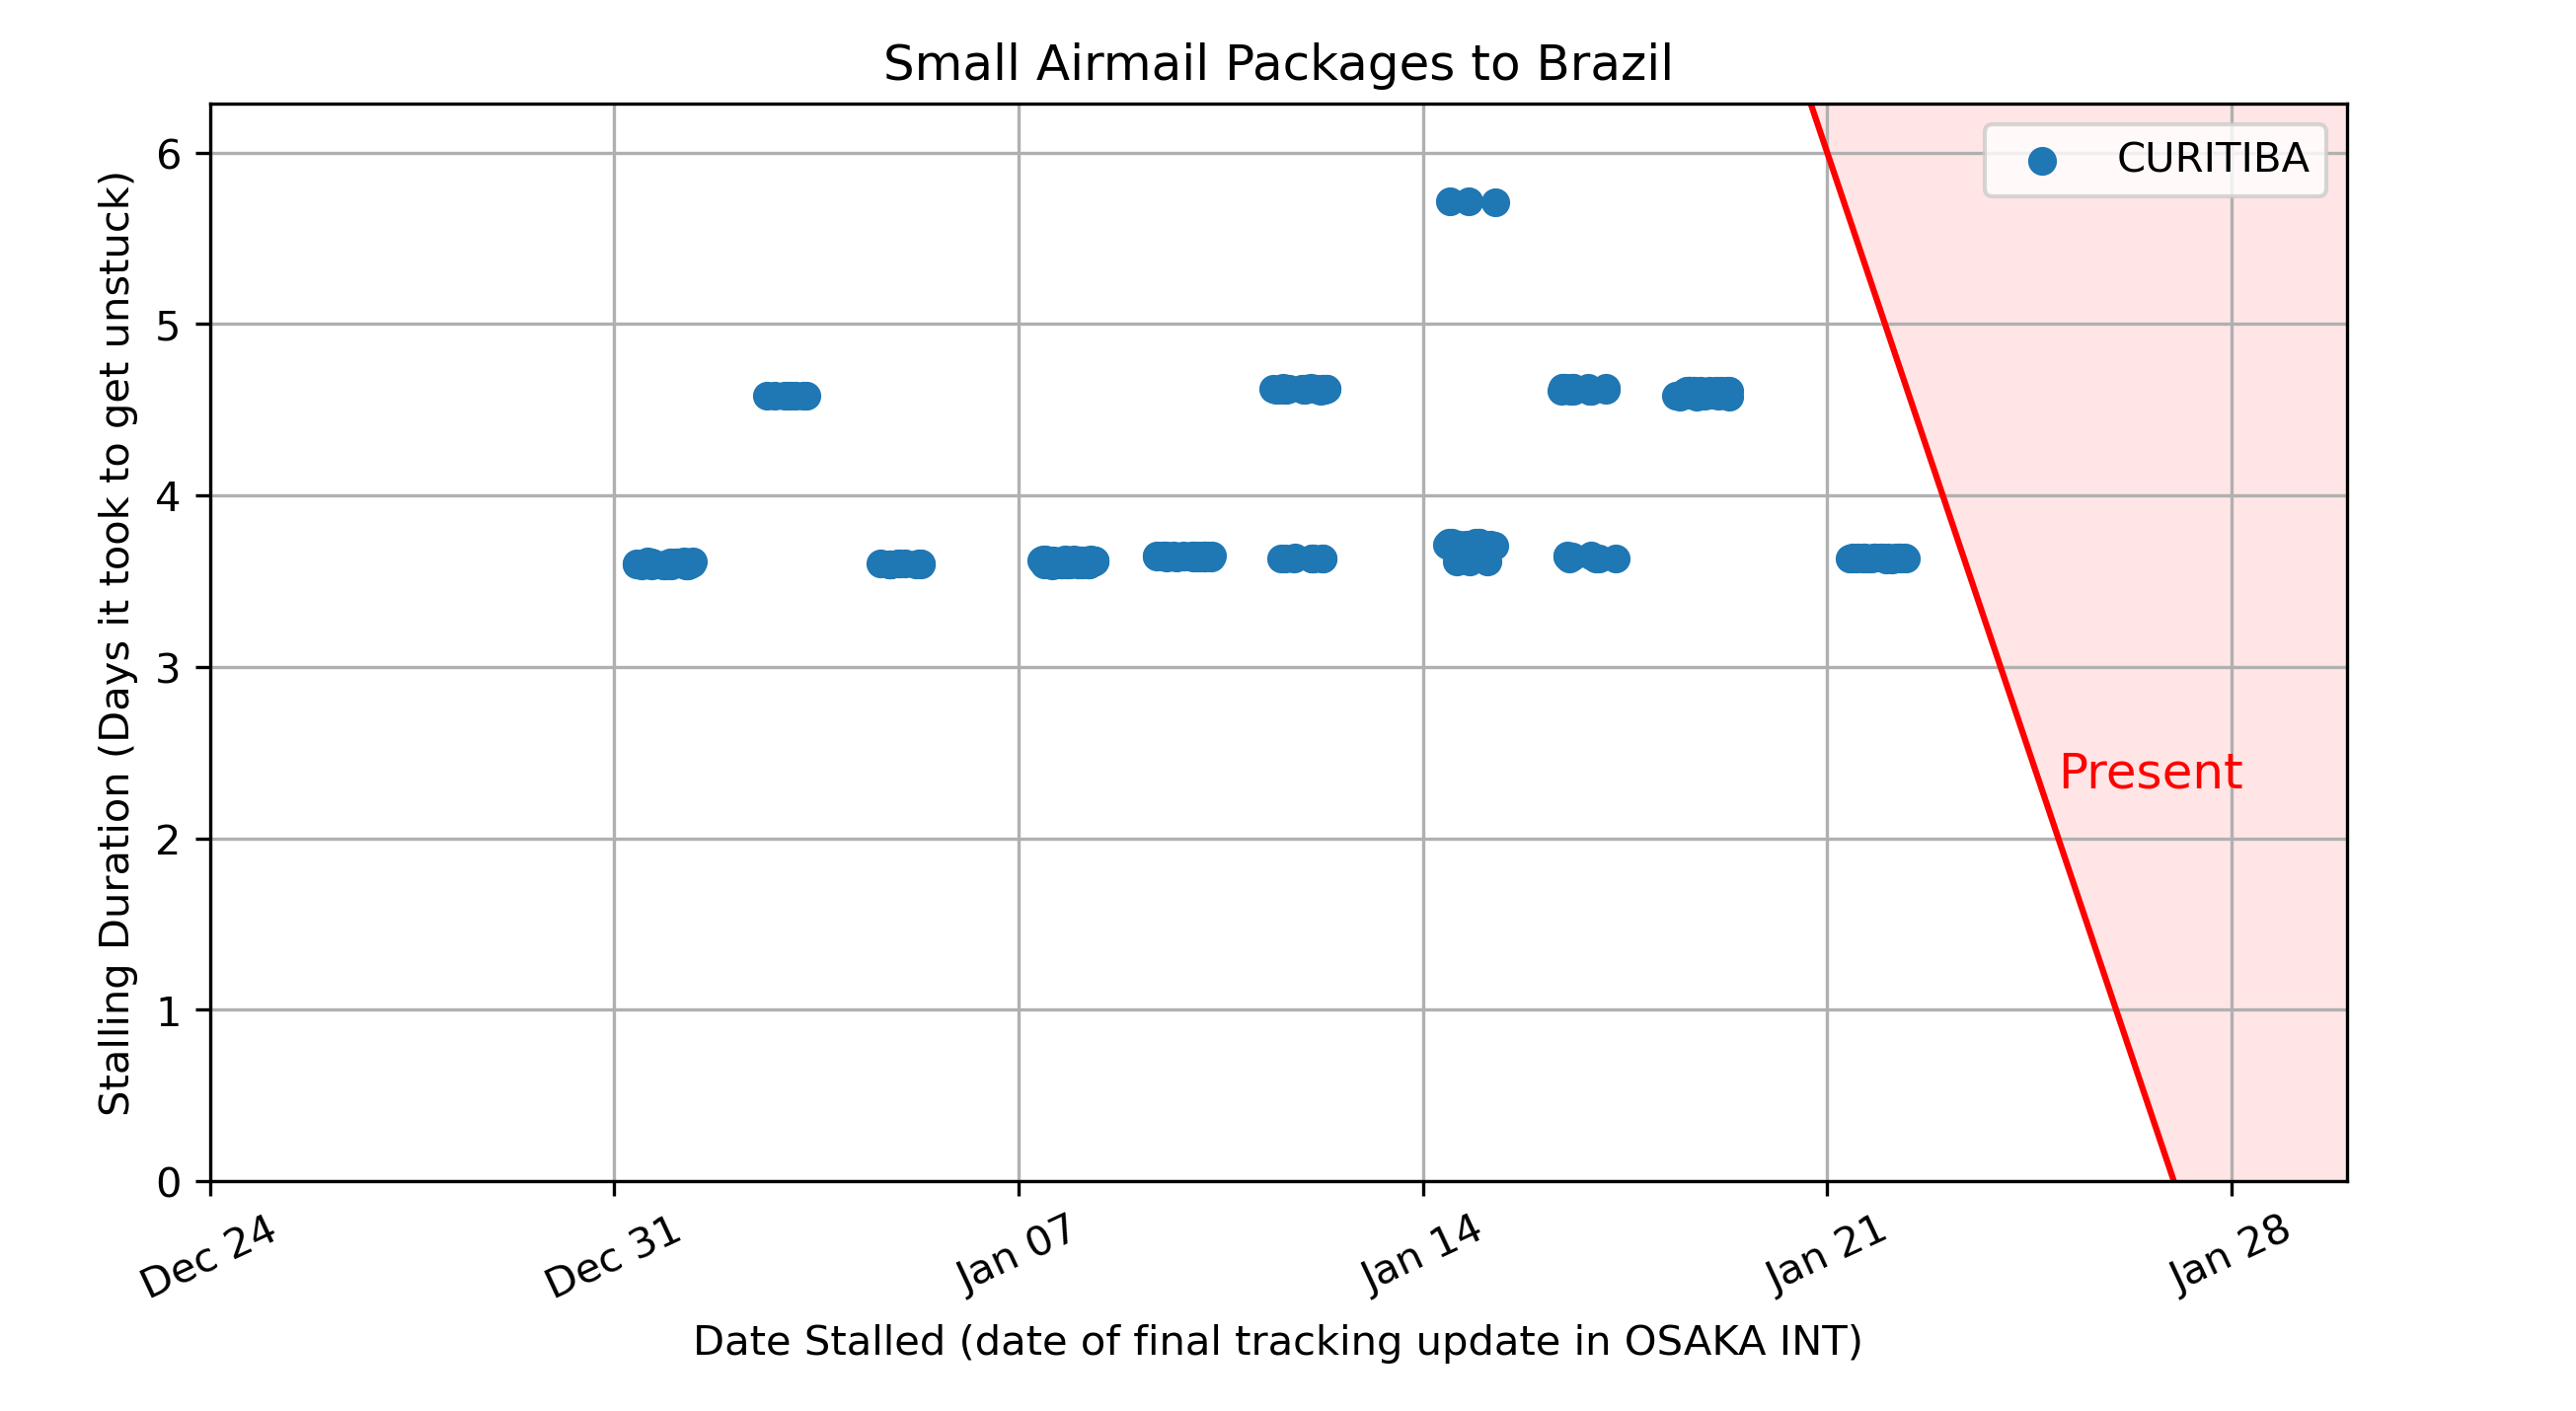 Small Airmail Packages to Brazil
CURITIBA
6
5
4
3
2
1
0
Stalling Duration (Days it took to get unstuck)
Present
Dec 24
Dec 31
Jan 07
Jan 14
Jan 21
Jan 28
Date Stalled (date of final tracking update in OSAKA INT)